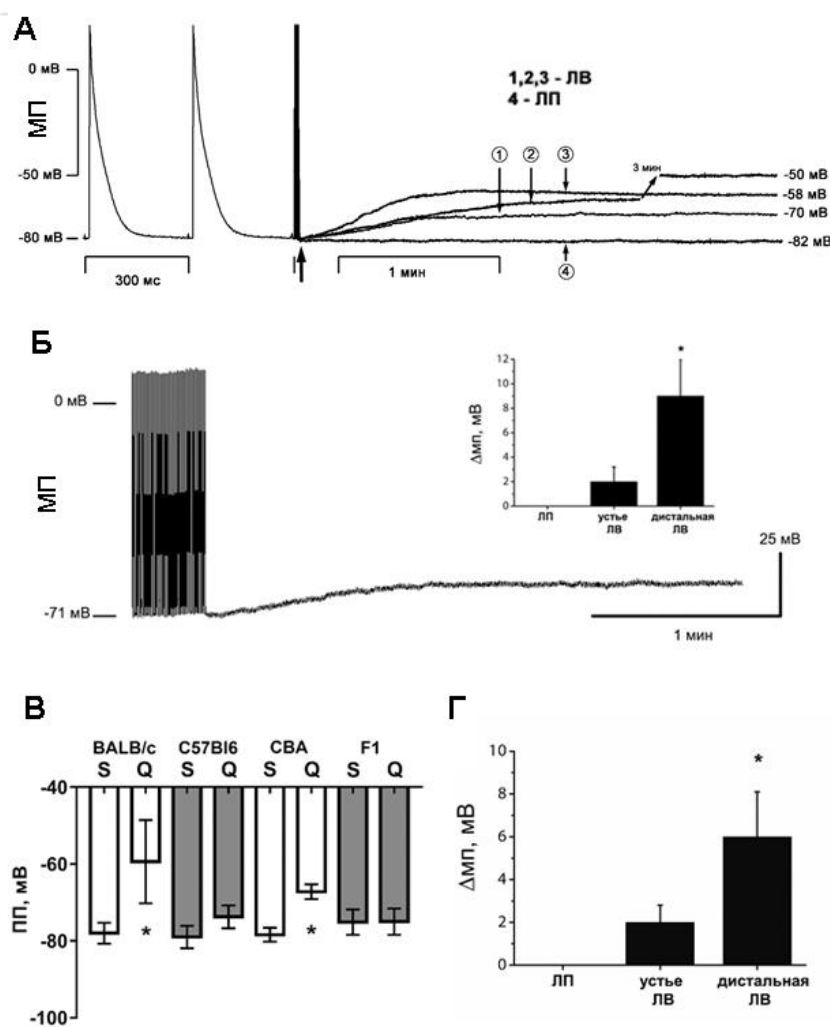 А
МП
0 мВ
-50 мВ
-80 мВ
1,2,3 - ЛВ
4 - ЛП
1
2
3
3 мин
-50 мВ
-58 мВ
-70 мВ
-82 мВ
4
300 мс
1 мин
Б
МП
0 мВ
-71 мВ
Δмп, мВ
12
10
8
6
4
2
0
*
ЛП
устье
ЛВ
дистальная
ЛВ
25 мВ
1 мин
В
BALB/c C57Bl6 CBA F1
S Q S Q S Q S Q
ПП, мВ
-40
-60
-80
-100
* *
Г
Δмп, мВ
10
8
6
4
2
0
*
ЛП
устье
ЛВ
дистальная
ЛВ